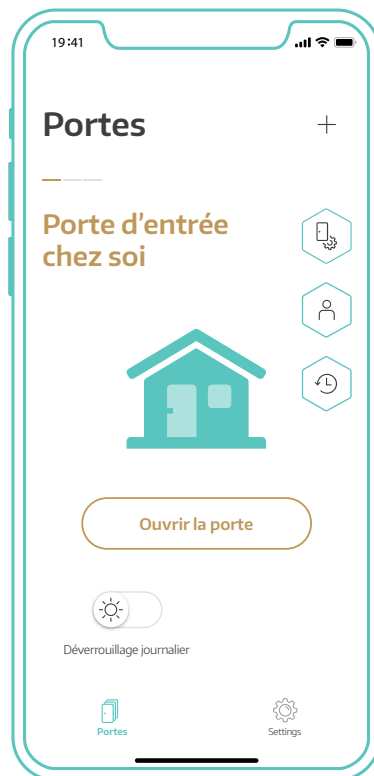 19:41
Portes
Porte d’entrée
chez soi
Ouvrir la porte
Déverrouillage journalier
Portes
Settings